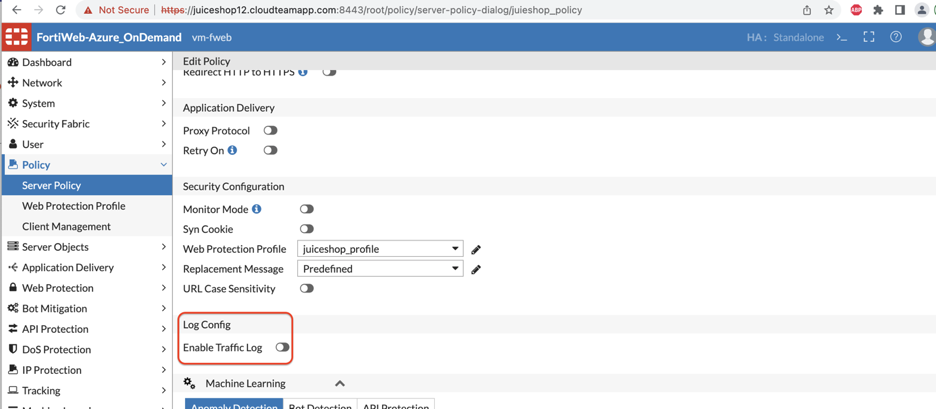 Not Secure | https://juiceshop12.cloudteamapp.com:8443/root/policy/server-policy-dialog/juieshop_policy
ABP
FortiWeb-Azure_OnDemand vm-fweb
HA: Standalone
Dashboard
Network
System
Security Fabric
User
Policy
Server Policy
Web Protection Profile
Client Management
Server Objects
Application Delivery
Web Protection
Bot Mitigation
API Protection
DoS Protection
IP Protection
Tracking
Edit Policy
Redirect HTTP to HTTPS
Application Delivery
Proxy Protocol
Retry On
Security Configuration
Monitor Mode
Syn Cookie
Web Protection Profile juiceshop_profile
Replacement Message Predefined
URL Case Sensitivity
Log Config
Enable Traffic Log
Machine Learning
Anomaly Detection Bot Detection API Protection